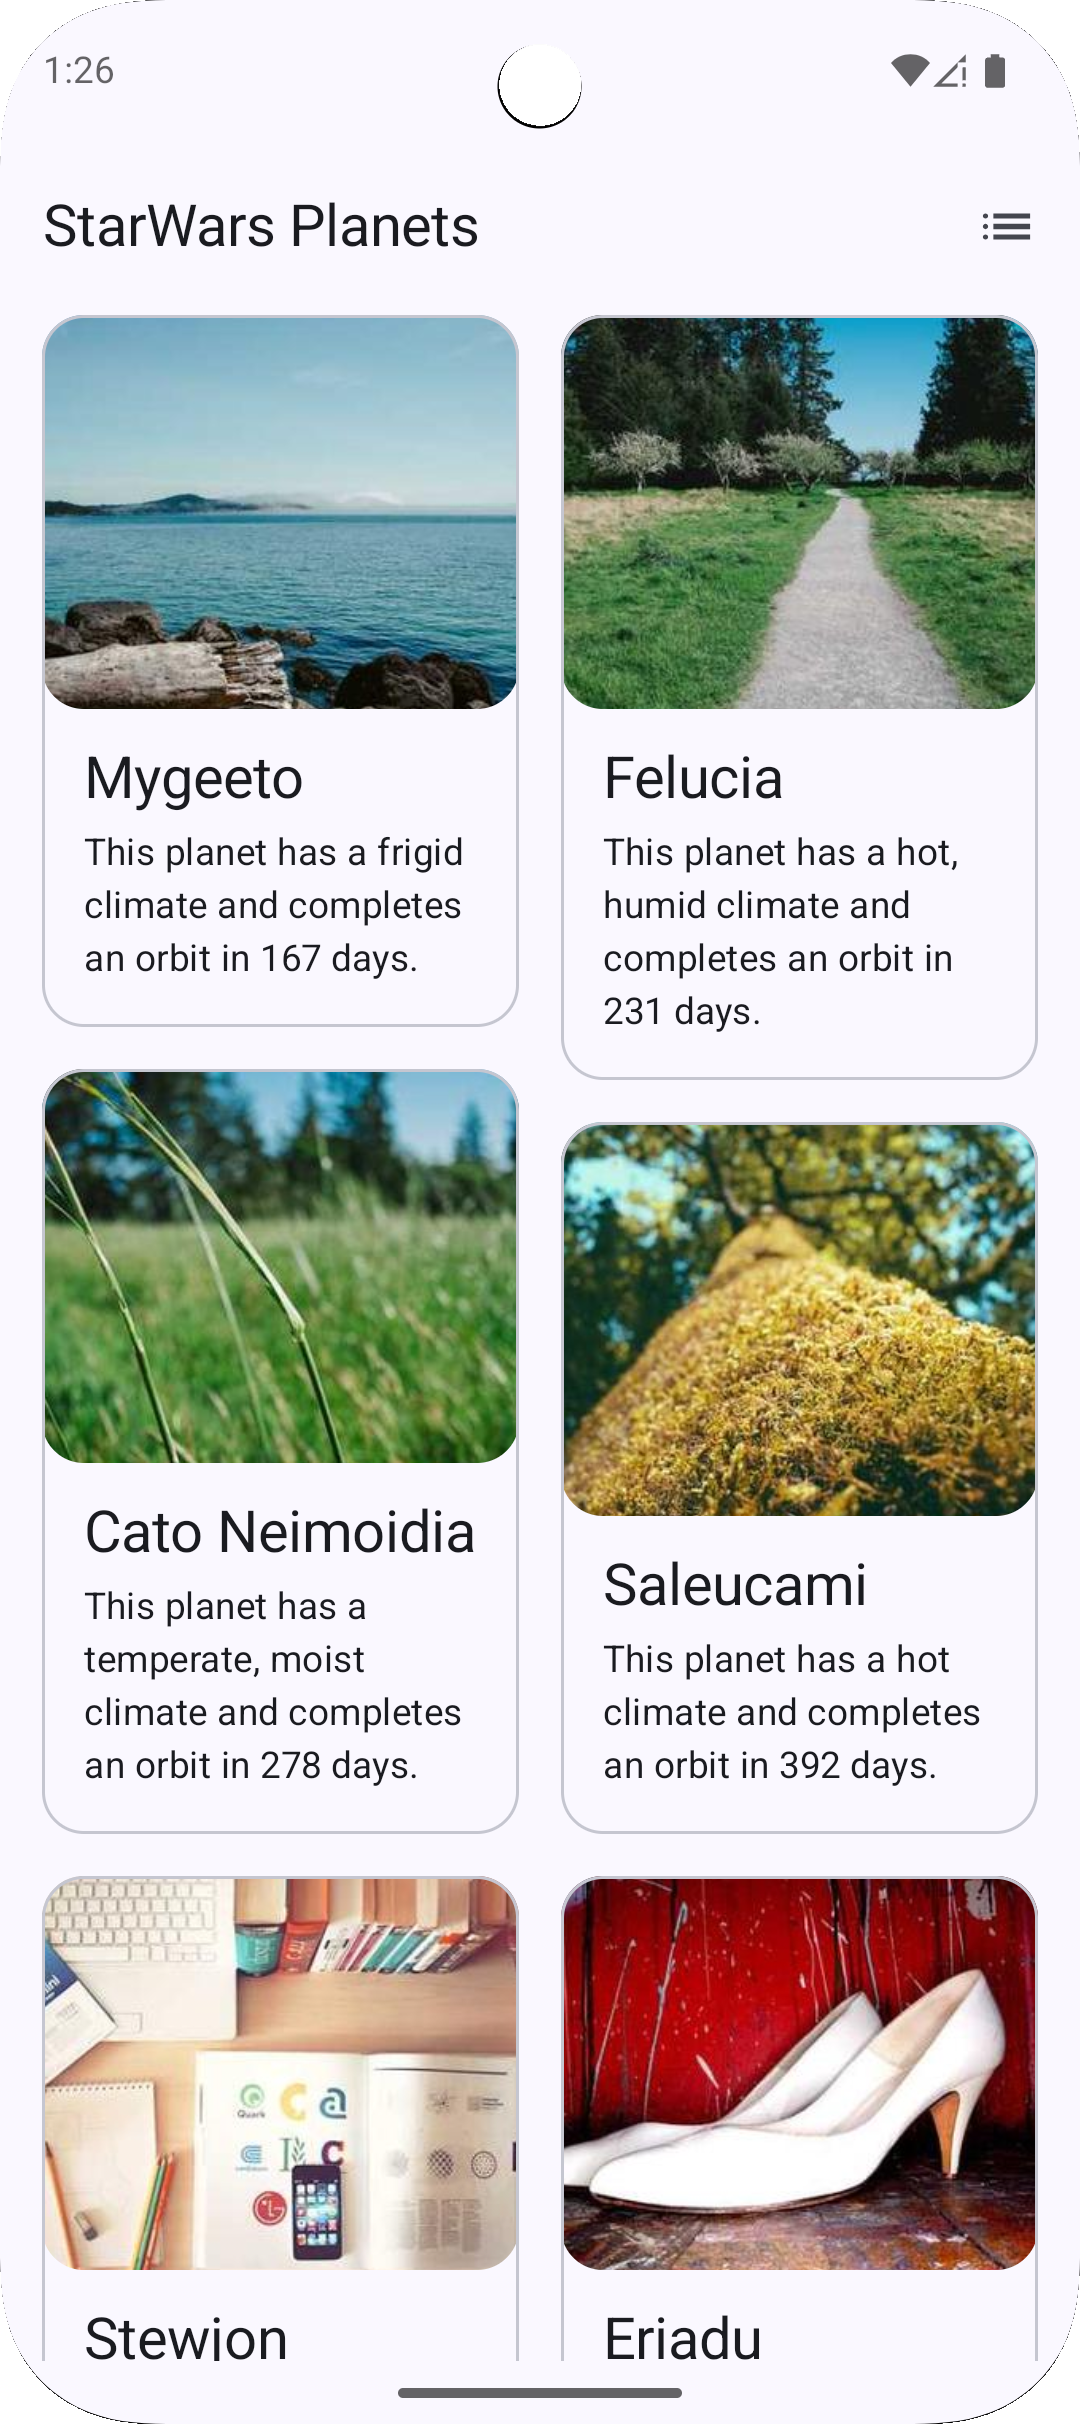 1:26
StarWars Planets
Mygeeto
This planet has a frigid
climate and completes
an orbit in 167 days.
Felucia
This planet has a hot,
humid climate and
completes an orbit in
231 days.
Cato Neimoidia
This planet has a
temperate, moist
climate and completes
an orbit in 278 days.
Saleucami
This planet has a hot
climate and completes
an orbit in 392 days.
Quark
C a
C
LG
Stewjon
Eriadu